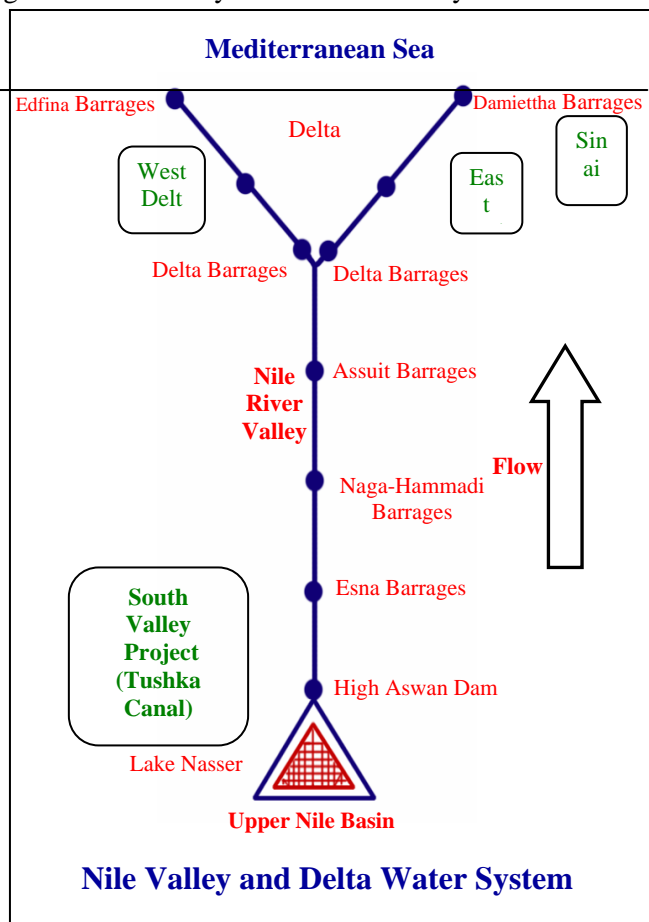 Mediterranean Sea
Edfina Barrages
Damiettha Barrages
Delta
Sin
ai
West
Delt
Eas
t
Delta Barrages
Delta Barrages
Assuit Barrages
Nile
River
Valley
Flow
Naga-Hammadi
Barrages
Esna Barrages
South
Valley
Project
(Tushka
Canal)
High Aswan Dam
Lake Nasser
Upper Nile Basin
Nile Valley and Delta Water System